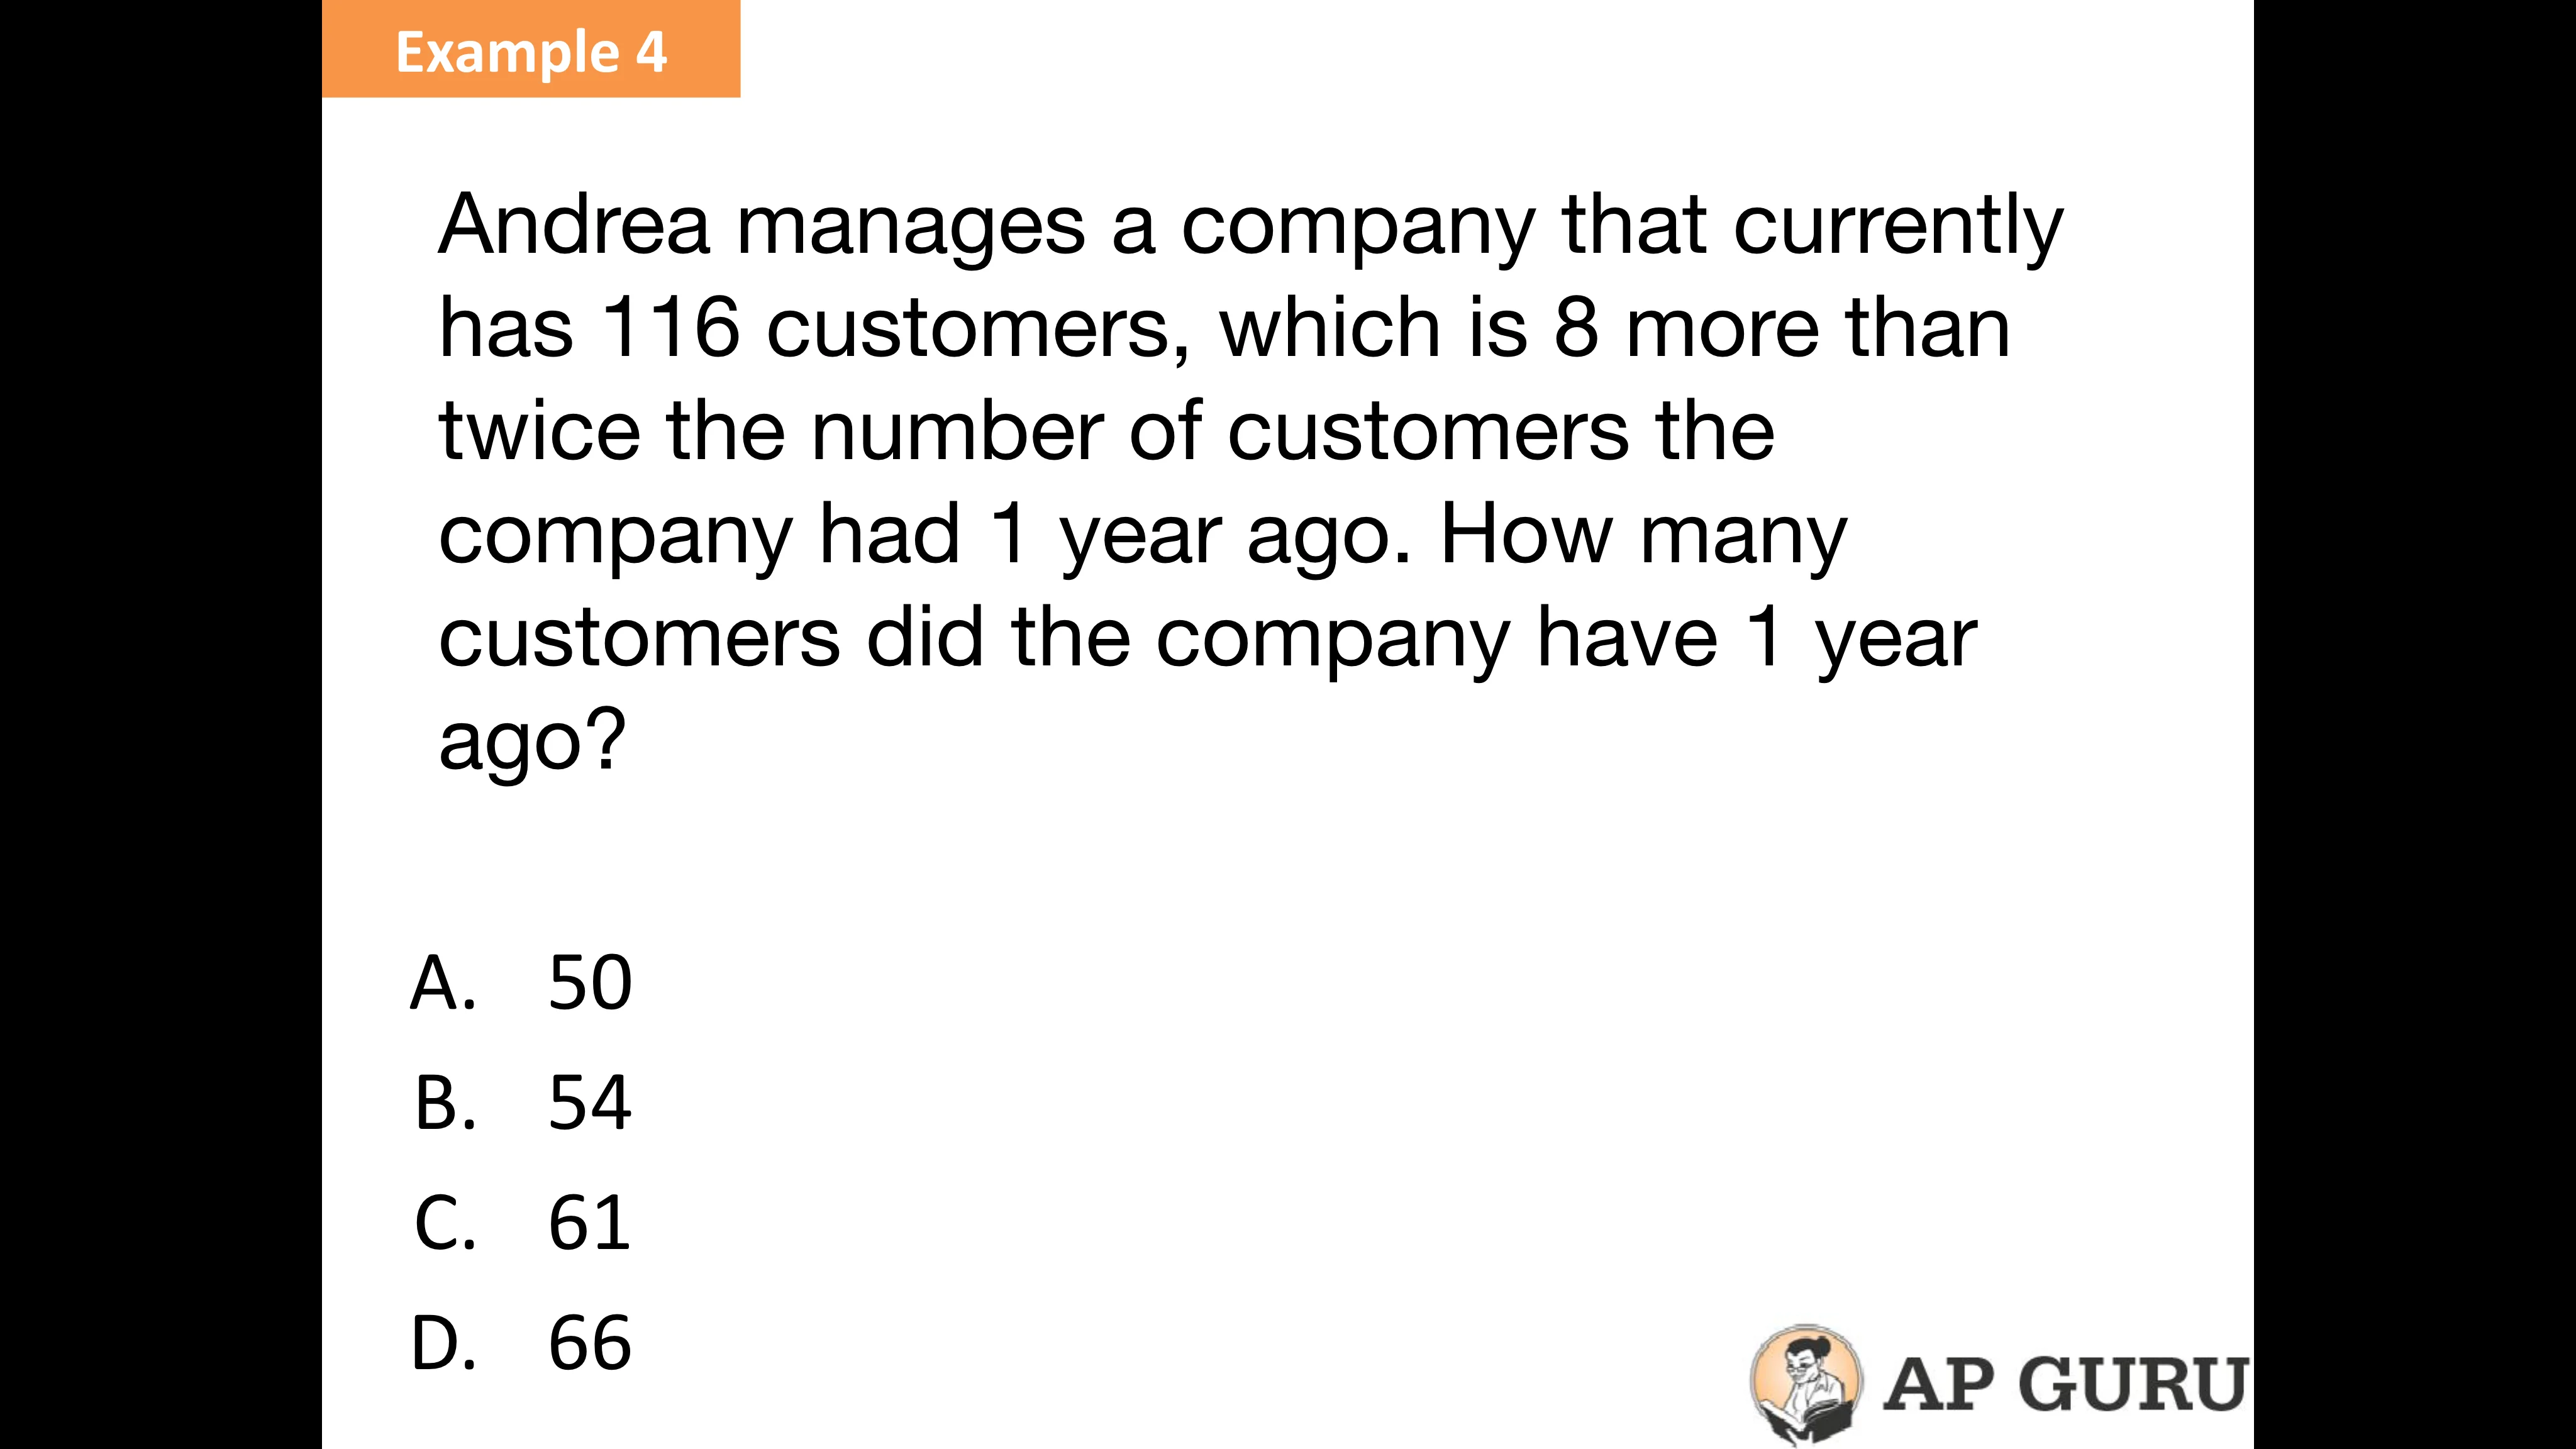 Example 4
Andrea manages a company that currently
has 116 customers, which is 8 more than
twice the number of customers the
company had 1 year ago. How many
customers did the company have 1 year
ago?
A. 50
B. 54
C. 61
D. 66
AP GURU